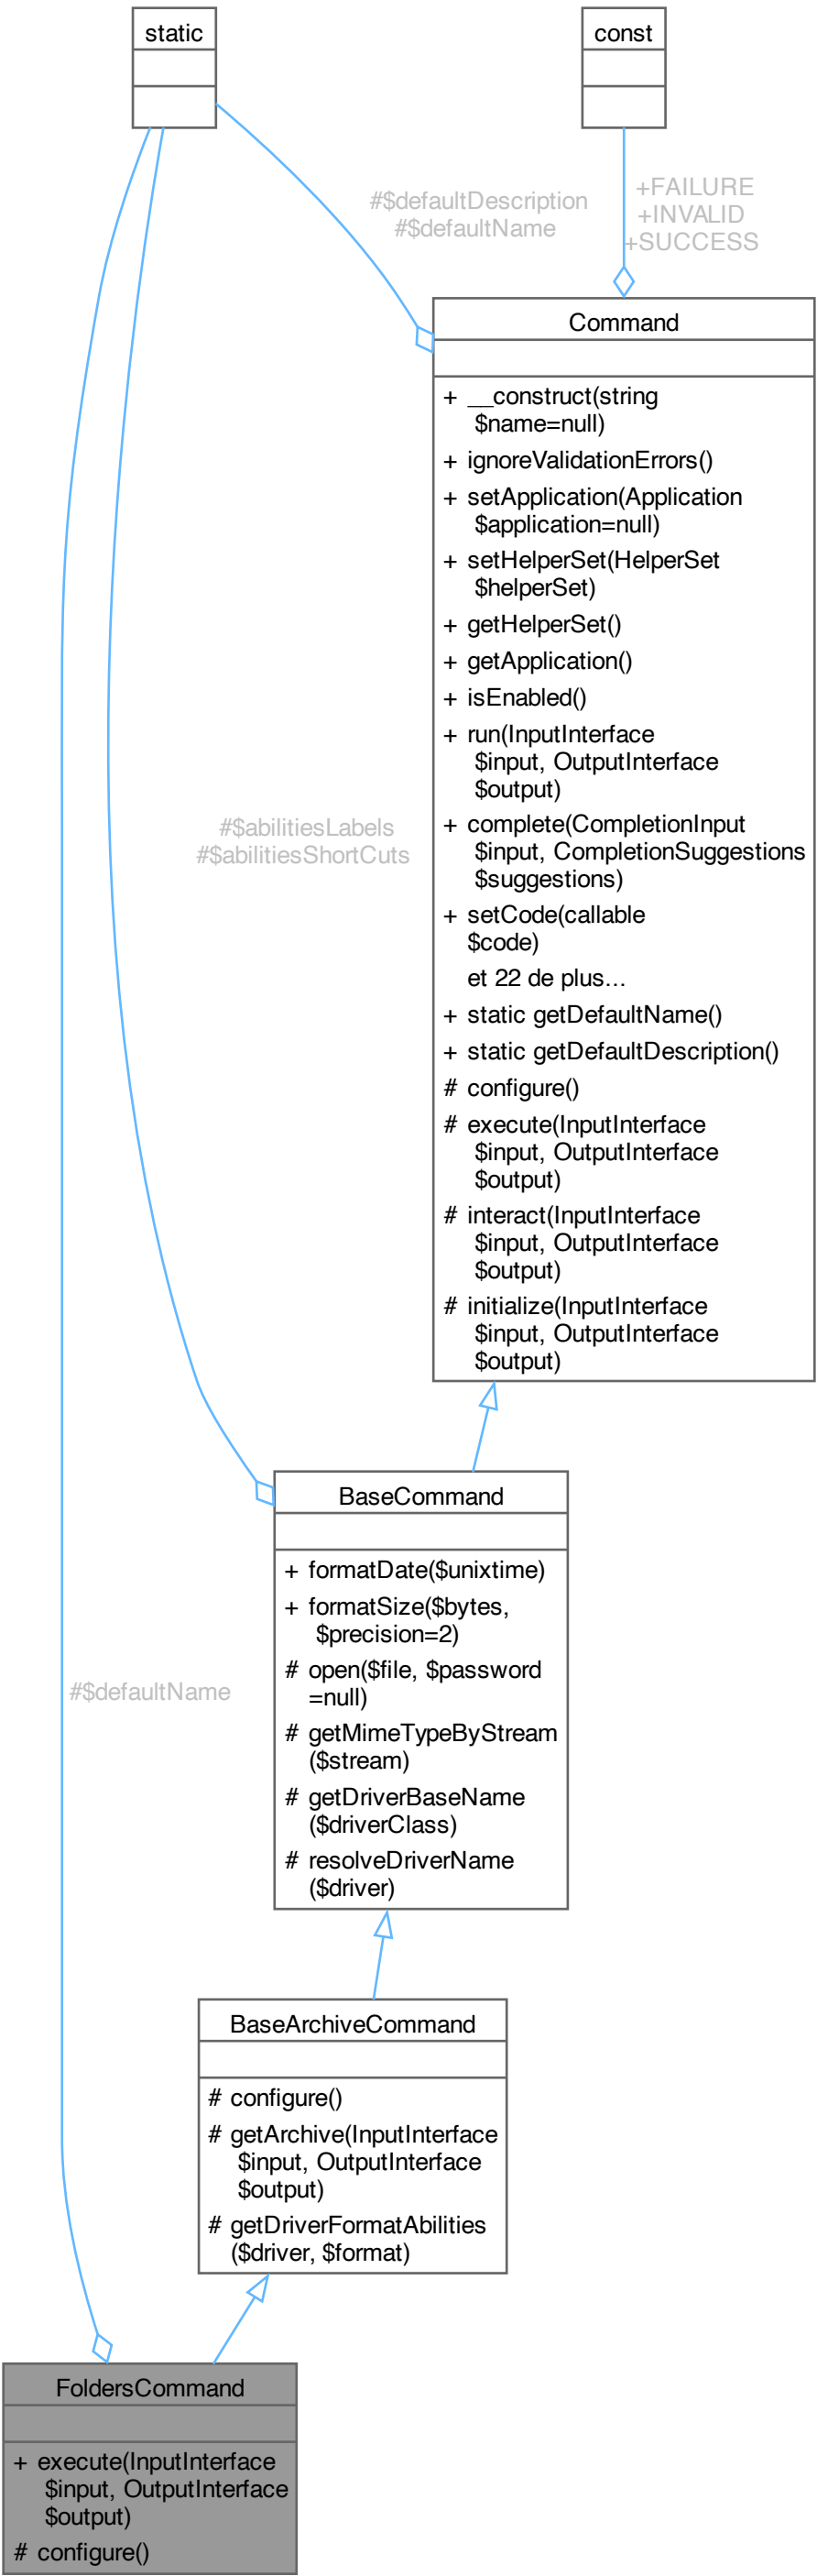 static
const
#$defaultDescription
#$defaultName
+FAILURE
+INVALID
+SUCCESS
Command
+ __construct(string
$name=null)
+ ignoreValidationErrors()
+ setApplication(Application
$application=null)
+ setHelperSet(HelperSet
$helperSet)
+ getHelperSet()
+ getApplication()
+ isEnabled()
+ run(InputInterface
$input, OutputInterface
$output)
+ complete(CompletionInput
$input, CompletionSuggestions
$suggestions)
+ setCode(callable
$code)
et 22 de plus...
+ static getDefaultName()
+ static getDefaultDescription()
# configure()
# execute(InputInterface
$input, OutputInterface
$output)
# interact(InputInterface
$input, OutputInterface
$output)
# initialize(InputInterface
$input, OutputInterface
$output)
#$abilitiesLabels
#$abilitiesShortCuts
BaseCommand
+ formatDate($unixtime)
+ formatSize($bytes,
$precision=2)
# open($file, $password
=null)
# getMimeTypeByStream
($stream)
# getDriverBaseName
($driverClass)
# resolveDriverName
($driver)
#$defaultName
BaseArchiveCommand
# configure()
# getArchive(InputInterface
$input, OutputInterface
$output)
# getDriverFormatAbilities
($driver, $format)
FoldersCommand
+ execute(InputInterface
$input, OutputInterface
$output)
# configure()